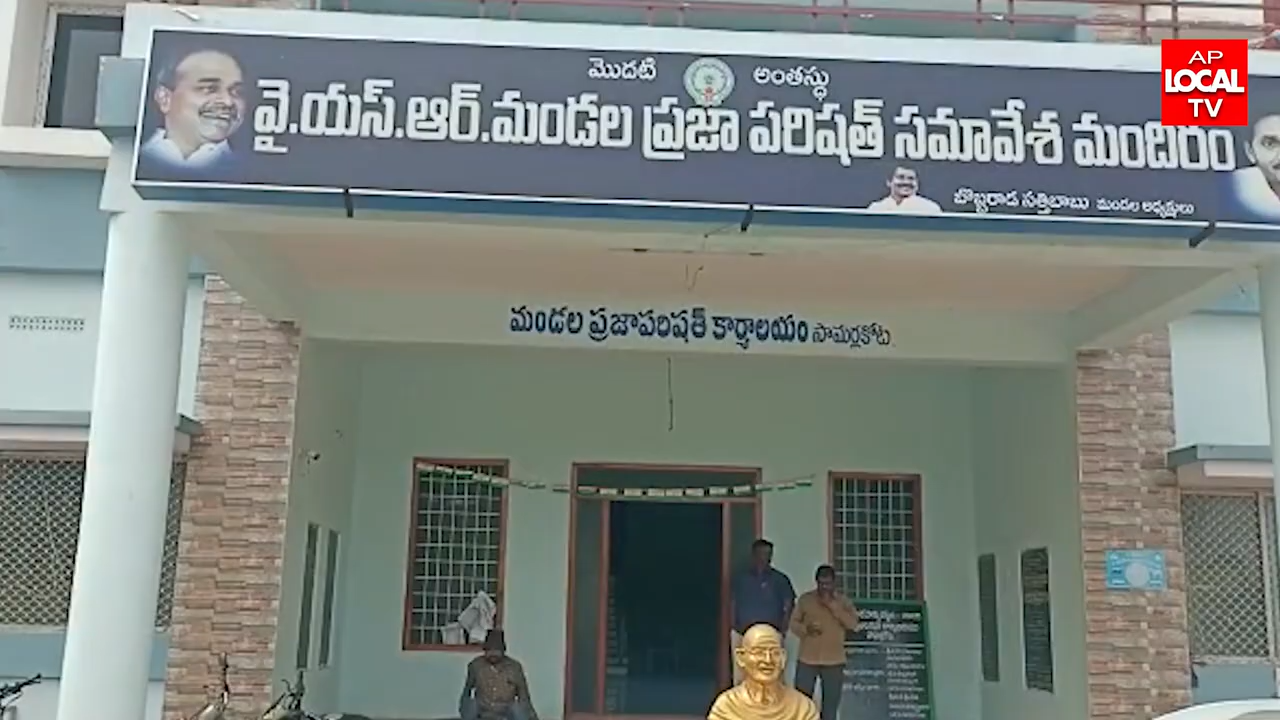 AP
LOCAL
TV
మొదటి అంతస్థు
వై.యస్.ఆర్.మండల ప్రజా పరిషత్ సమావేశ మందిరం
బొబ్బరాడ సత్తిబాబు మండల అధ్యక్షులు
మండల ప్రజాపరిషత్ కార్యాలయం సామర్లకోట.